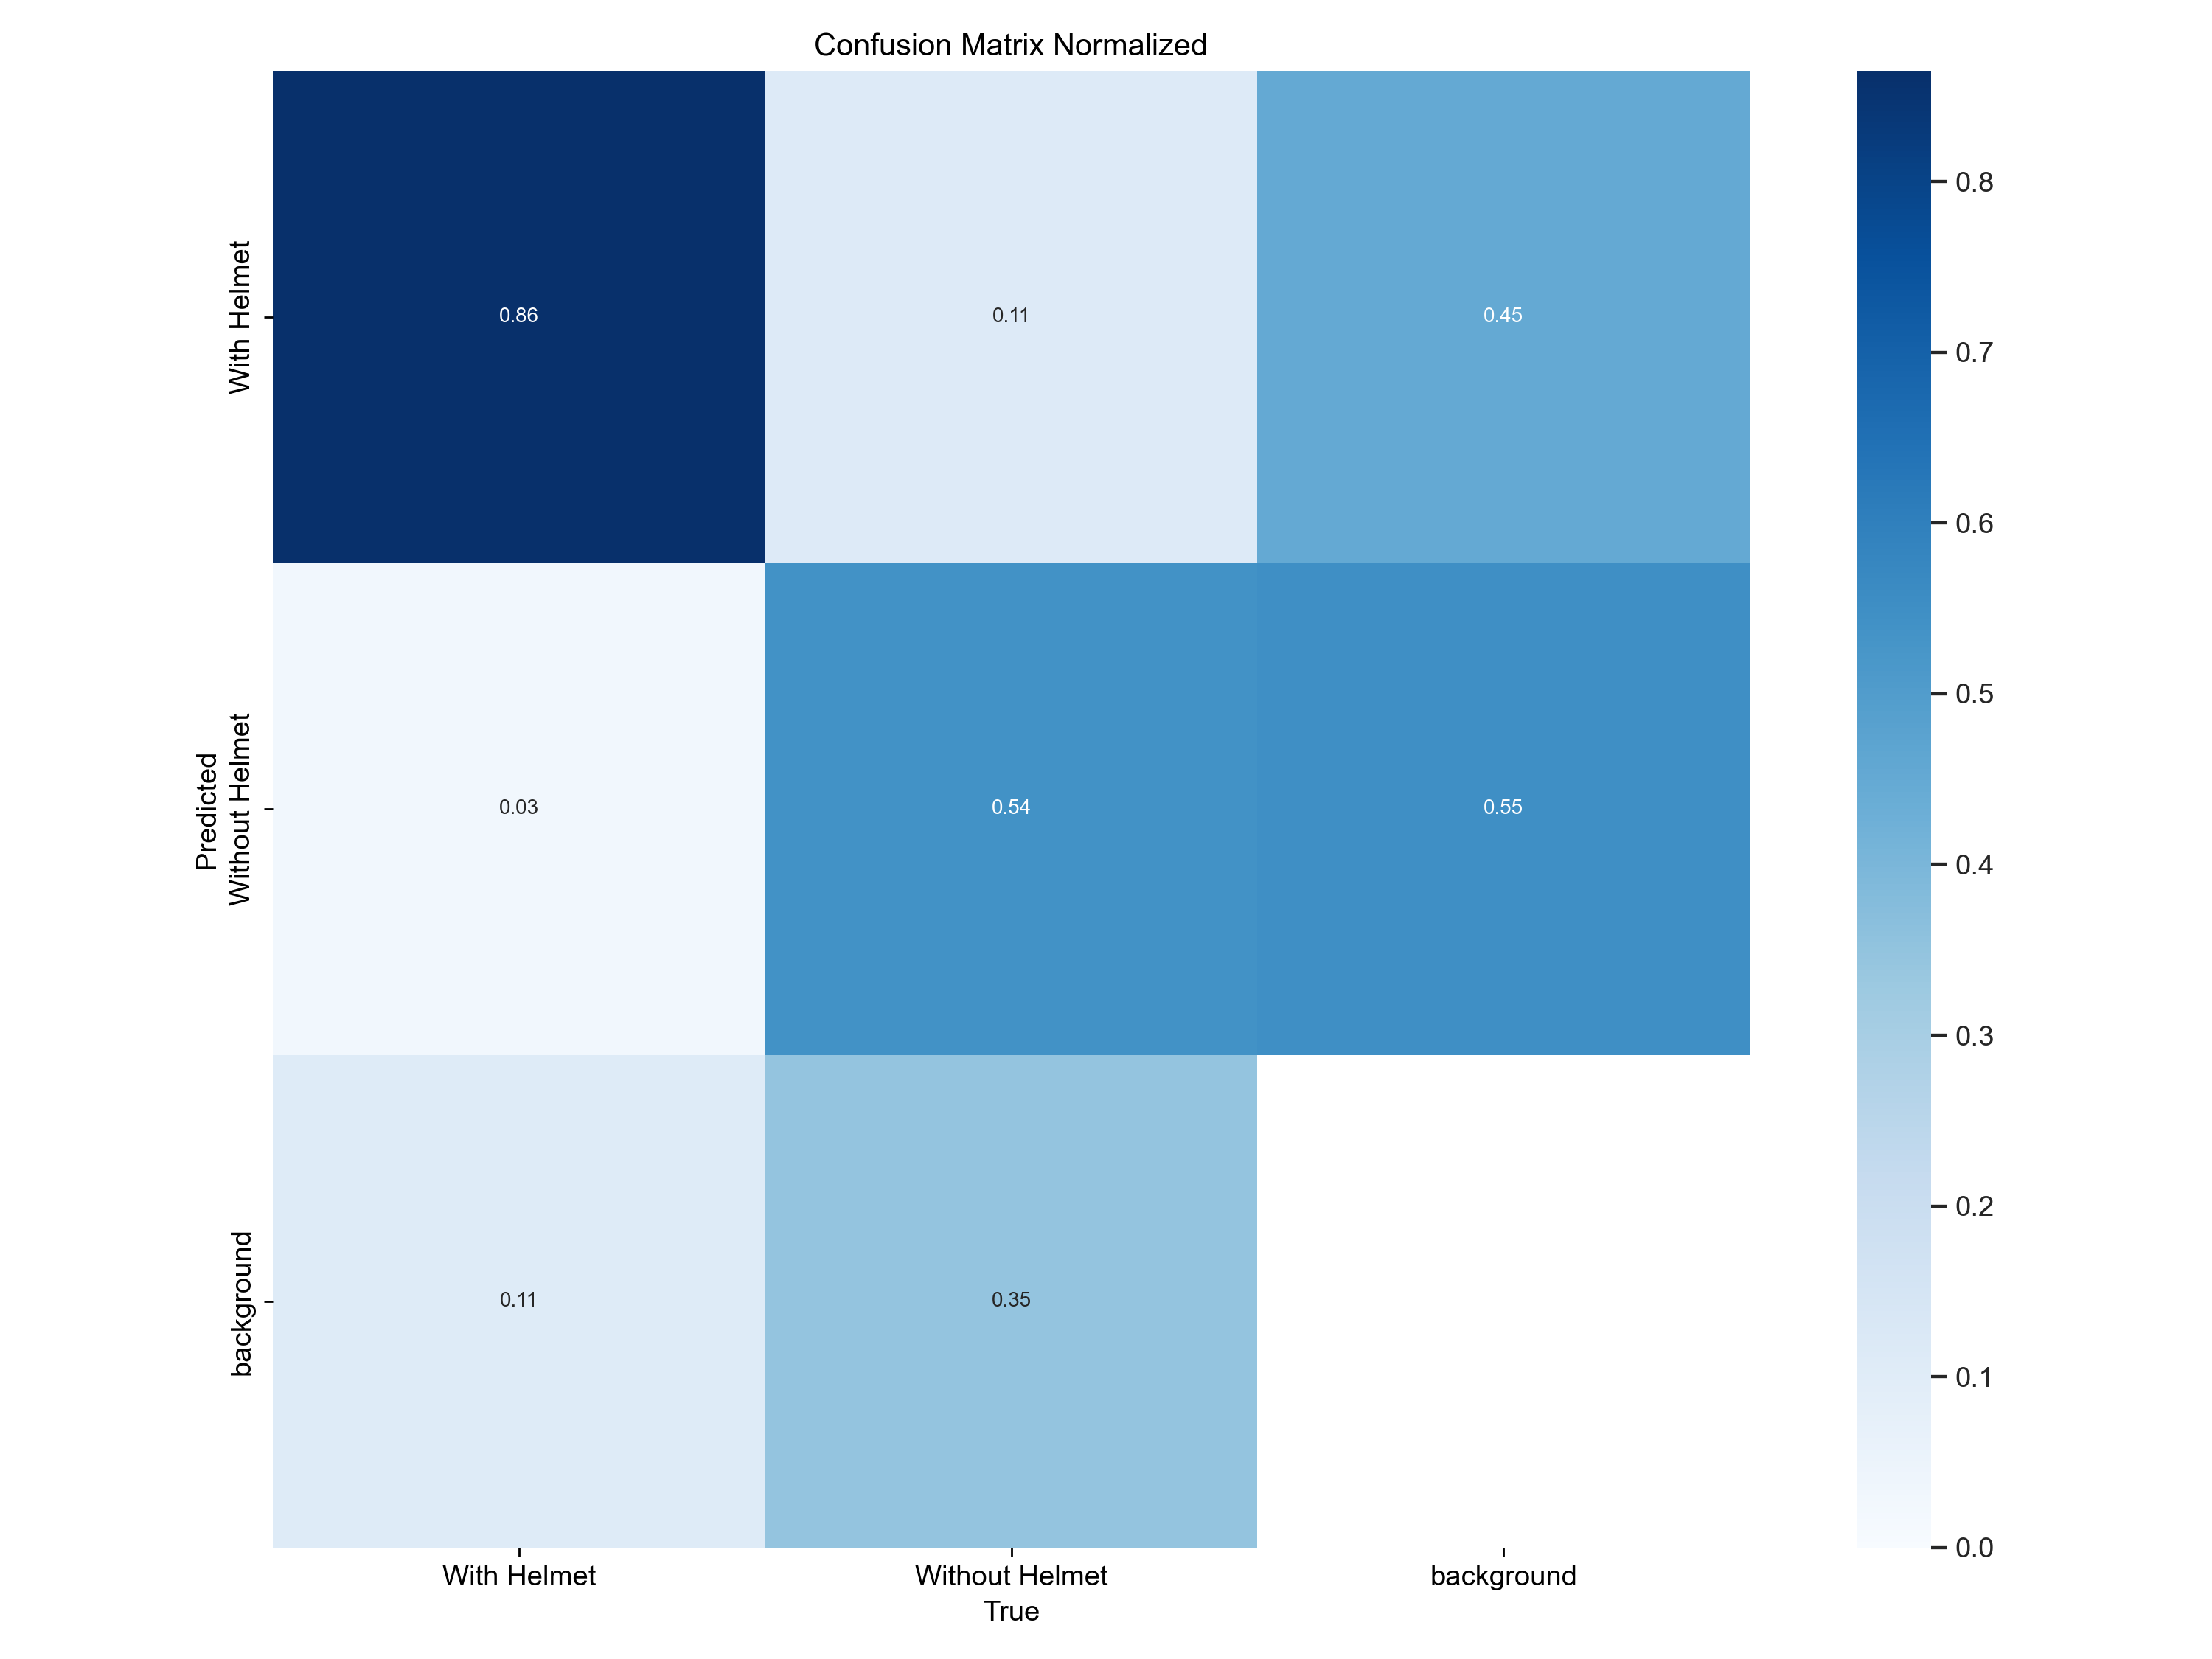 Confusion Matrix Normalized
With Helmet
0.86
0.11
0.45
Predicted
Without Helmet
0.03
0.54
0.55
background
0.11
0.35
With Helmet
Without Helmet
background
True
0.8
0.7
0.6
0.5
0.4
0.3
0.2
0.1
0.0